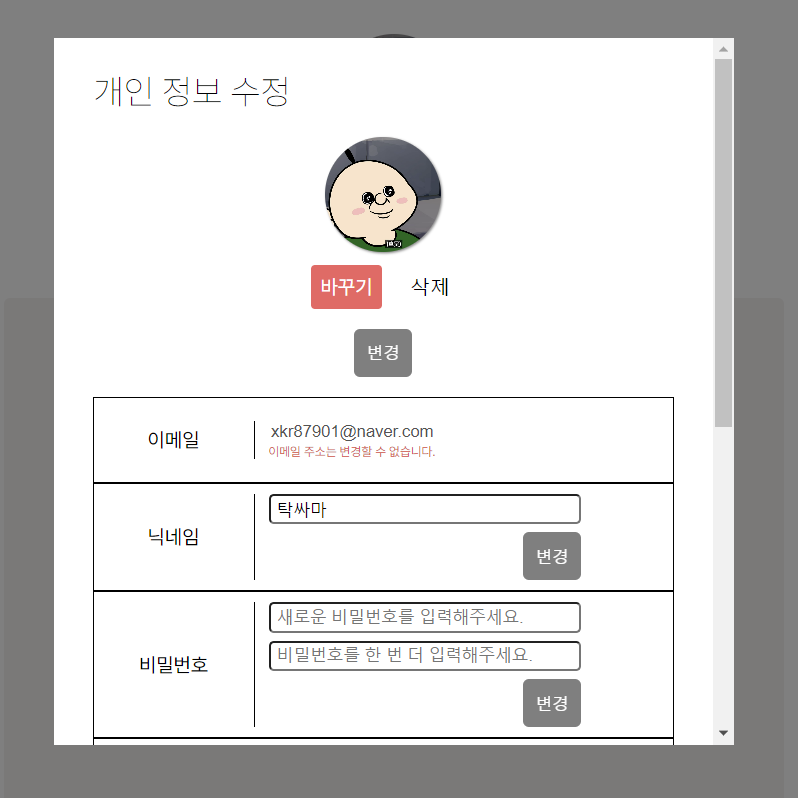 개인 정보 수정
바꾸기 삭제
변경
이메일 xkr87901@naver.com
이메일 주소는 변경할 수 없습니다.
닉네임 탁싸마
변경
새로운 비밀번호를 입력해주세요.
비밀번호 비밀번호를 한 번 더 입력해주세요.
변경